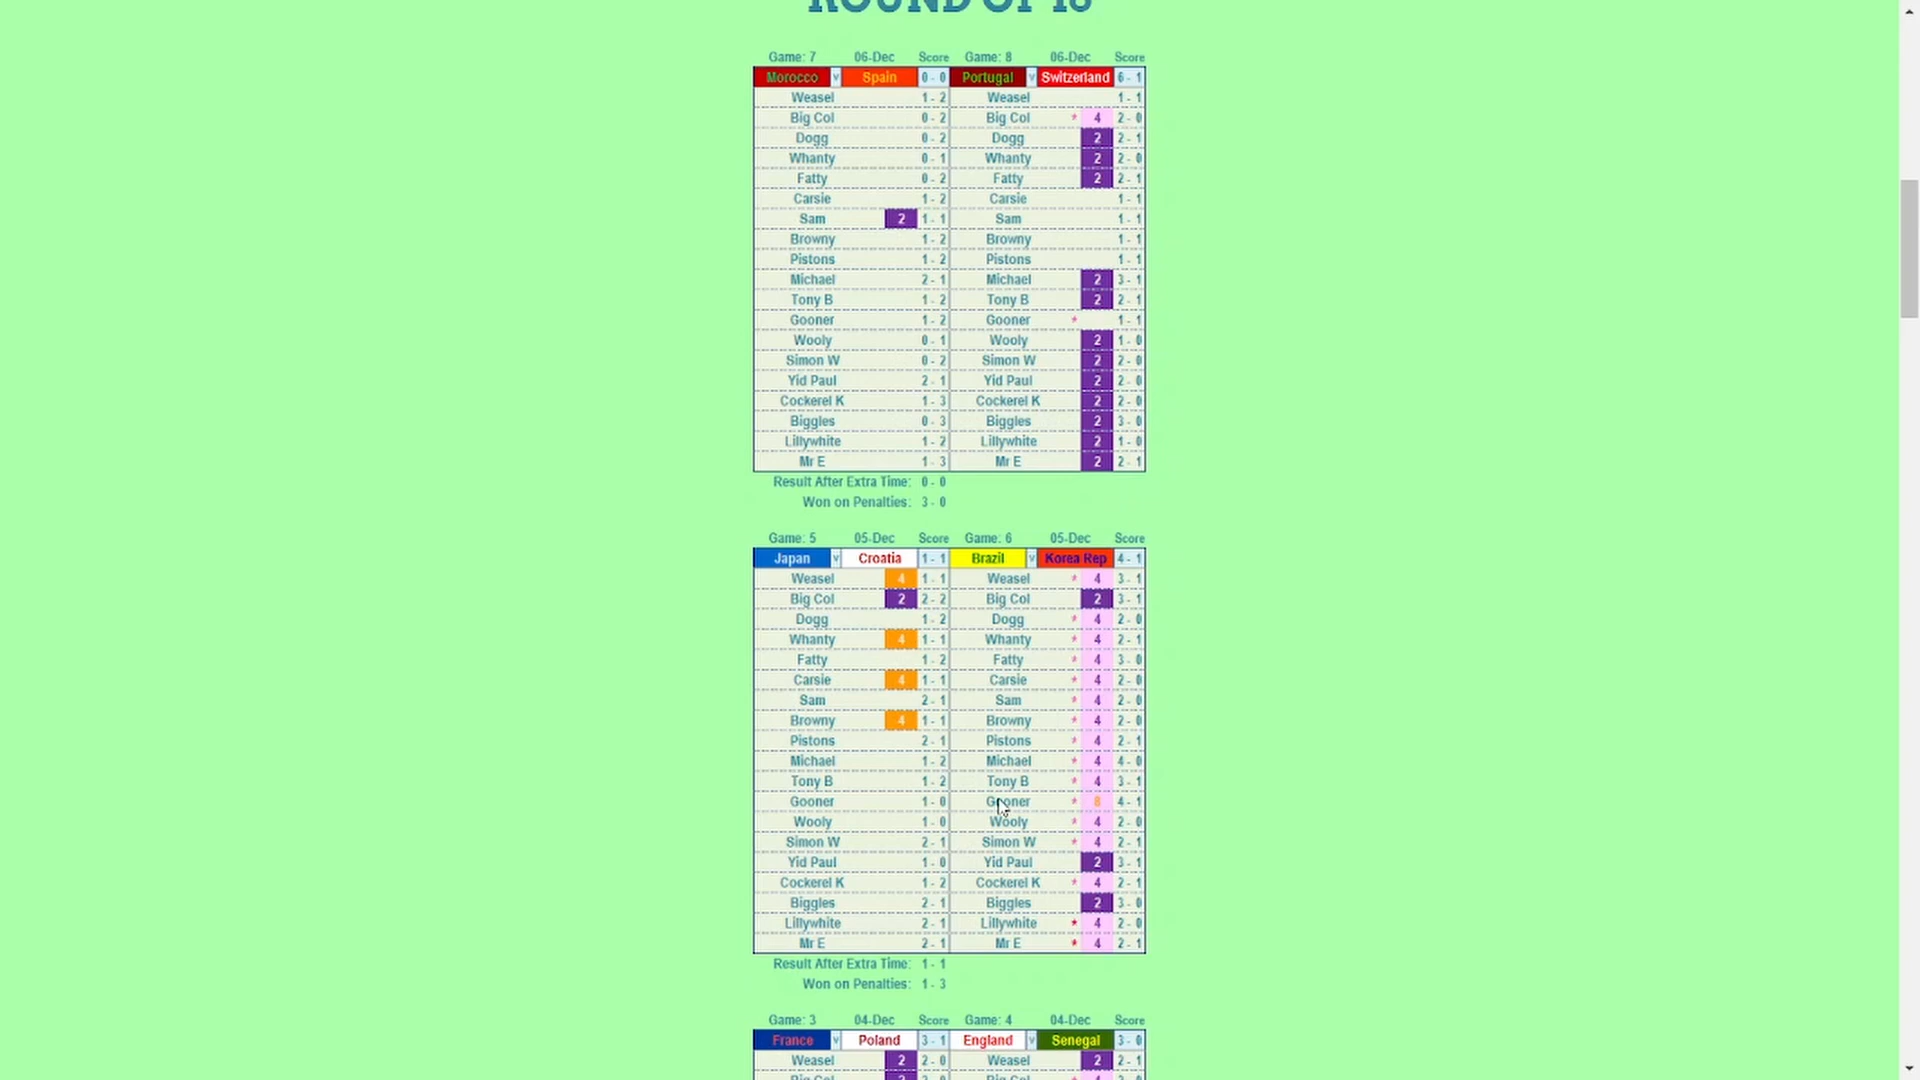 ROUND OF 16
Game: 7 06-Dec Score Game: 8 06-Dec Score
Morocco v Spain 0 - 0 Portugal v Switzerland 6 - 1
Weasel 1 - 2 Weasel 1 - 1
Big Col 0 - 2 Big Col * 4 2 - 0
Dogg 0 - 2 Dogg 2 2 - 1
Whanty 0 - 1 Whanty 2 2 - 0
Fatty 0 - 2 Fatty 2 2 - 1
Carsie 1 - 2 Carsie 1 - 1
Sam 2 1 - 1 Sam 1 - 1
Browny 1 - 2 Browny 1 - 1
Pistons 1 - 2 Pistons 1 - 1
Michael 2 - 1 Michael 2 3 - 1
Tony B 1 - 2 Tony B 2 2 - 1
Gooner 1 - 2 Gooner * 1 - 1
Wooly 0 - 1 Wooly 2 1 - 0
Simon W 0 - 2 Simon W 2 2 - 0
Yid Paul 2 - 1 Yid Paul 2 2 - 0
Cockerel K 1 - 3 Cockerel K 2 2 - 0
Biggles 0 - 3 Biggles 2 3 - 0
Lillywhite 1 - 2 Lillywhite 2 1 - 0
Mr E 1 - 3 Mr E 2 2 - 1
Result After Extra Time: 0 - 0
Won on Penalties: 3 - 0
Game: 5 05-Dec Score Game: 6 05-Dec Score
Japan v Croatia 1 - 1 Brazil v Korea Rep 4 - 1
Weasel 4 1 - 1 Weasel * 4 3 - 1
Big Col 2 2 - 2 Big Col 2 3 - 1
Dogg 1 - 2 Dogg * 4 2 - 0
Whanty 4 1 - 1 Whanty * 4 2 - 1
Fatty 1 - 2 Fatty * 4 3 - 0
Carsie 4 1 - 1 Carsie * 4 2 - 0
Sam 2 - 1 Sam * 4 2 - 0
Browny 4 1 - 1 Browny * 4 2 - 0
Pistons 2 - 1 Pistons * 4 2 - 1
Michael 1 - 2 Michael * 4 4 - 0
Tony B 1 - 2 Tony B * 4 3 - 1
Gooner 1 - 0 Gooner * 8 4 - 1
Wooly 1 - 0 Wooly * 4 2 - 0
Simon W 2 - 1 Simon W * 4 2 - 1
Yid Paul 1 - 0 Yid Paul 2 3 - 1
Cockerel K 1 - 2 Cockerel K * 4 2 - 1
Biggles 2 - 1 Biggles 2 3 - 0
Lillywhite 2 - 1 Lillywhite * 4 2 - 0
Mr E 2 - 1 Mr E * 4 2 - 1
Result After Extra Time: 1 - 1
Won on Penalties: 1 - 3
Game: 3 04-Dec Score Game: 4 04-Dec Score
France v Poland 3 - 1 England v Senegal 3 - 0
Weasel 2 2 - 0 Weasel 2 2 - 1
Big Col